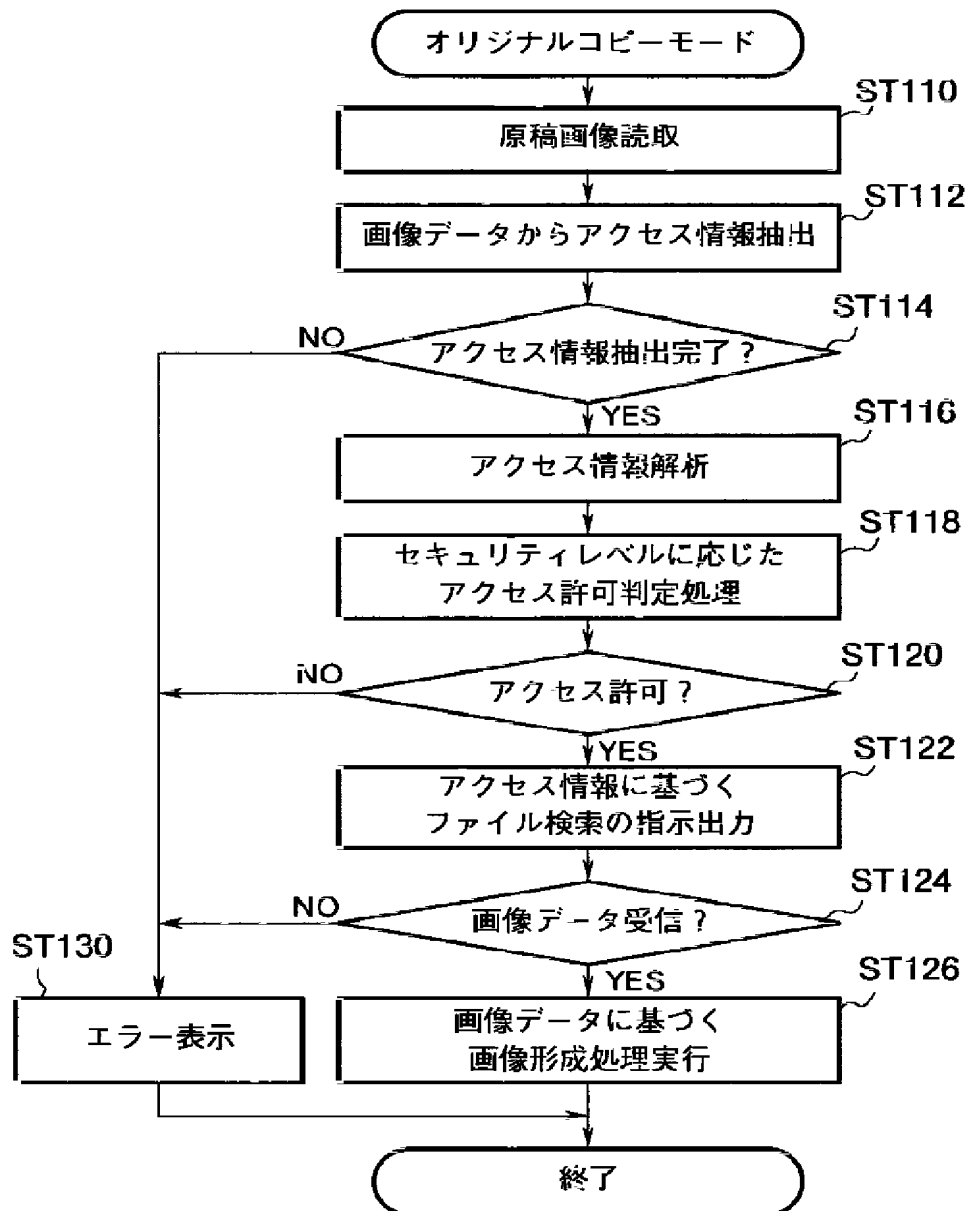 オリジナルコピーモード
ST110
原稿画像読取
ST112
画像データからアクセス情報抽出
ST114
NO
アクセス情報抽出完了?
YES
ST116
アクセス情報解析
ST118
セキュリティレベルに応じた
アクセス許可判定処理
ST120
NO
アクセス許可?
YES
ST122
アクセス情報に基づく
ファイル検索の指示出力
ST124
NO
画像データ受信?
YES
ST130
ST126
エラー表示
画像データに基づく
画像形成処理実行
終了